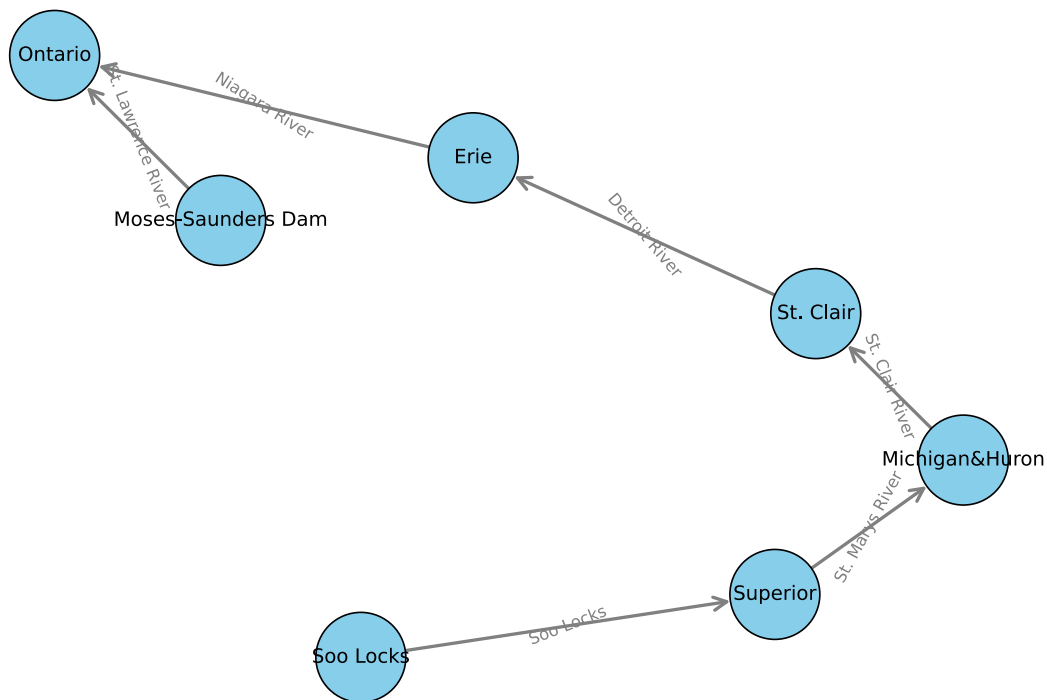 Ontario
Niagara River
St. Lawrence River
Erie
Moses-Saunders Dam
Detroit River
St. Clair
St. Clair River
Michigan&Huron
St. Marys River
Superior
Soo Locks
Soo Locks